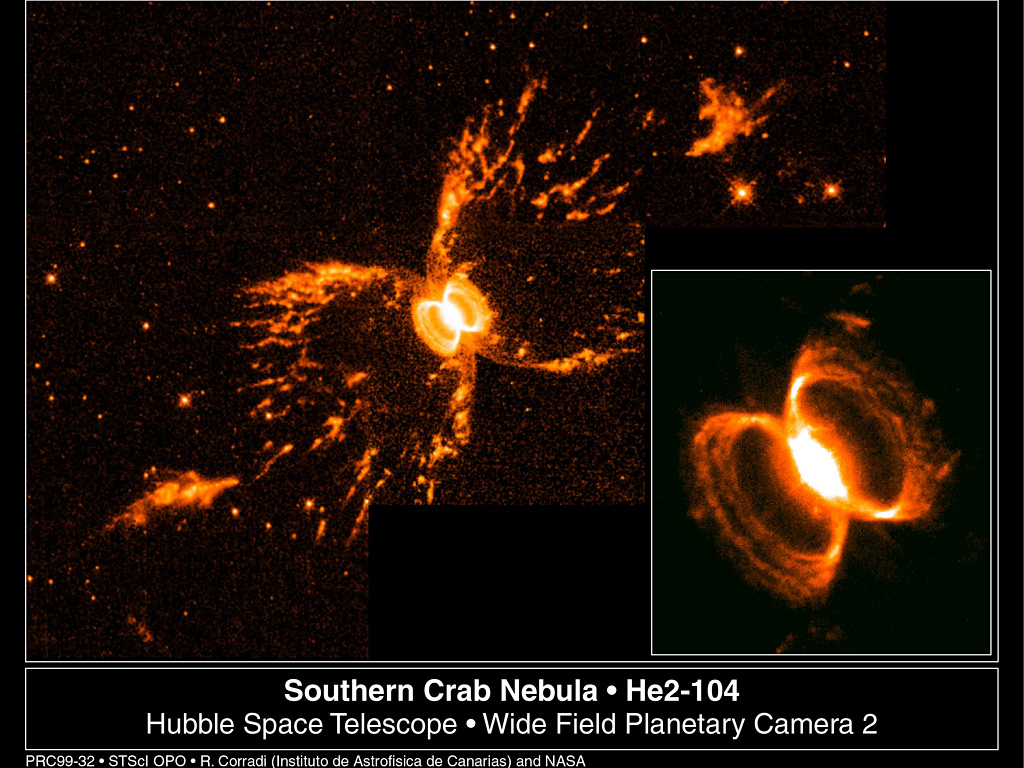 Southern Crab Nebula • He2-104
Hubble Space Telescope • Wide Field Planetary Camera 2
PRC99-32 • STScI OPO • R. Corradi (Instituto de Astrofisica de Canarias) and NASA